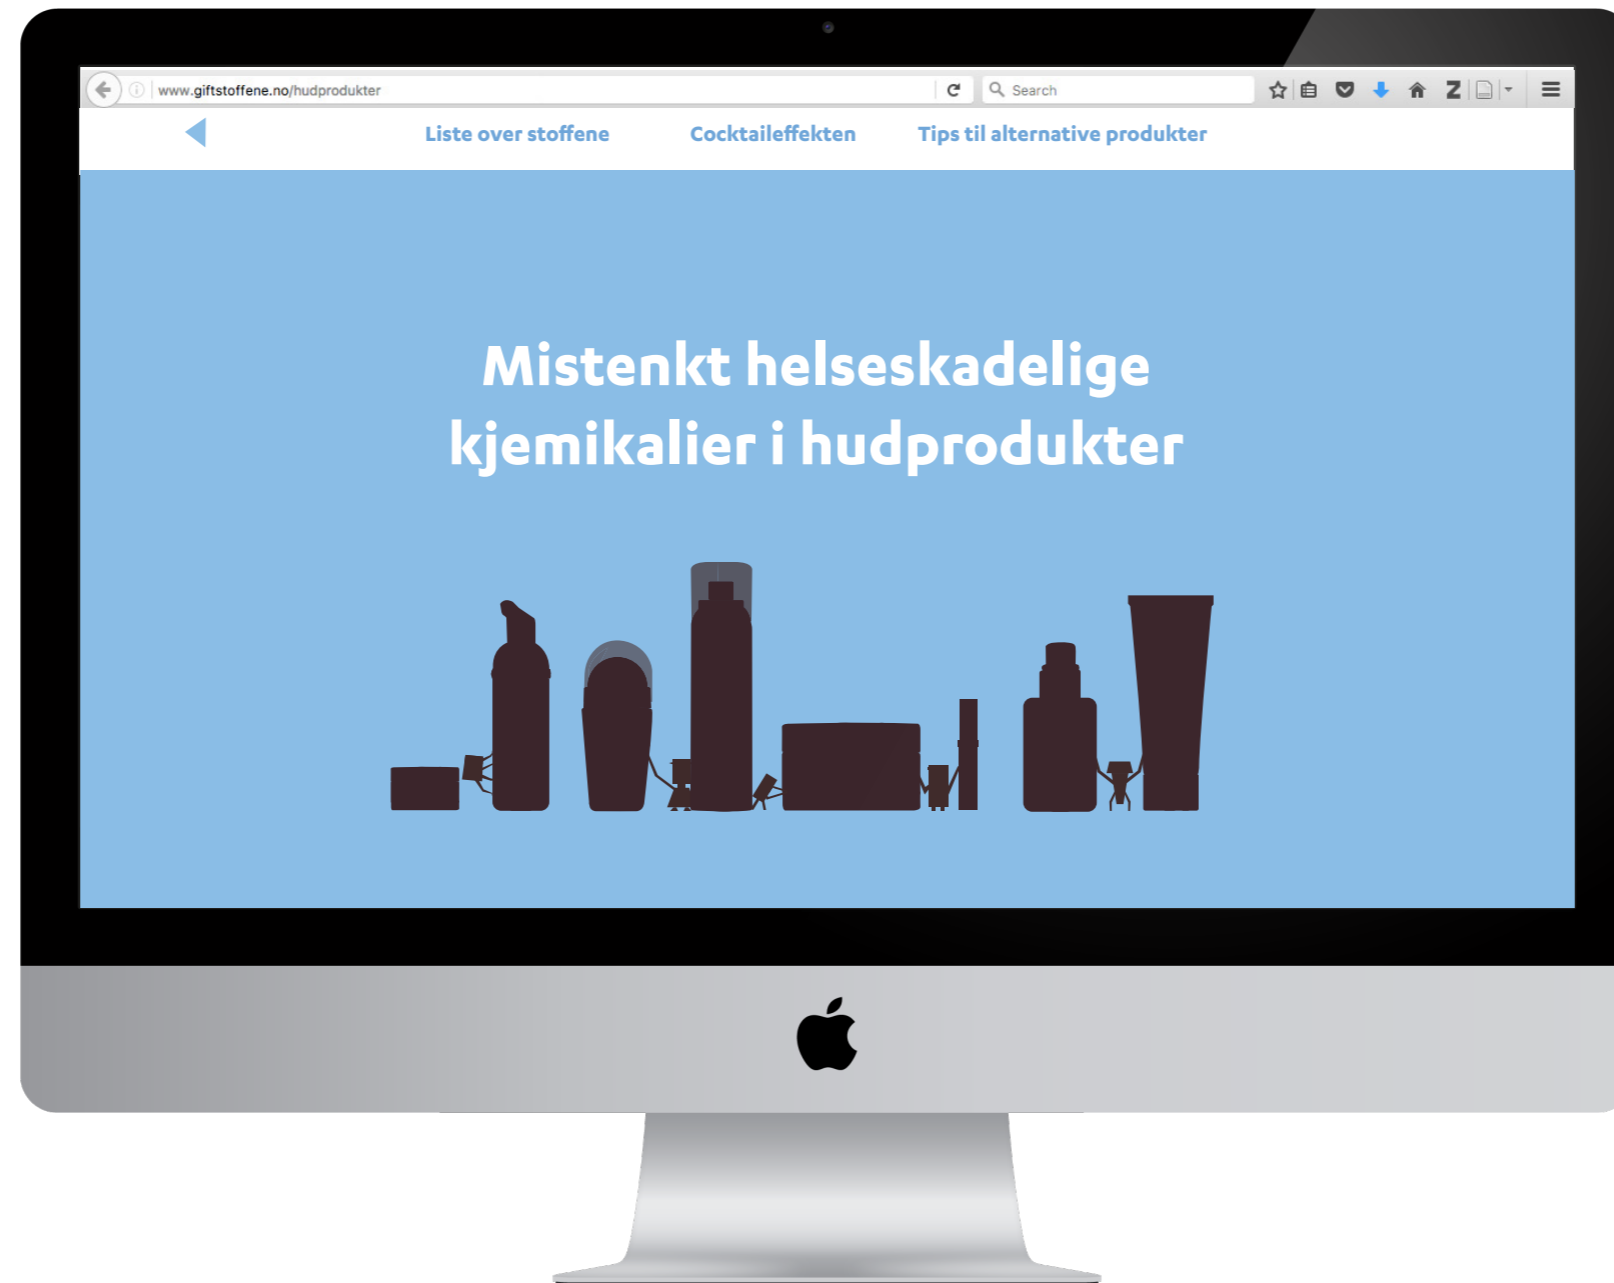 www.giftstoffene.no/hudprodukter
Search
Z
Liste over stoffene Cocktaileffekten Tips til alternative produkter
Mistenkt helseskadelige
kjemikalier i hudprodukter